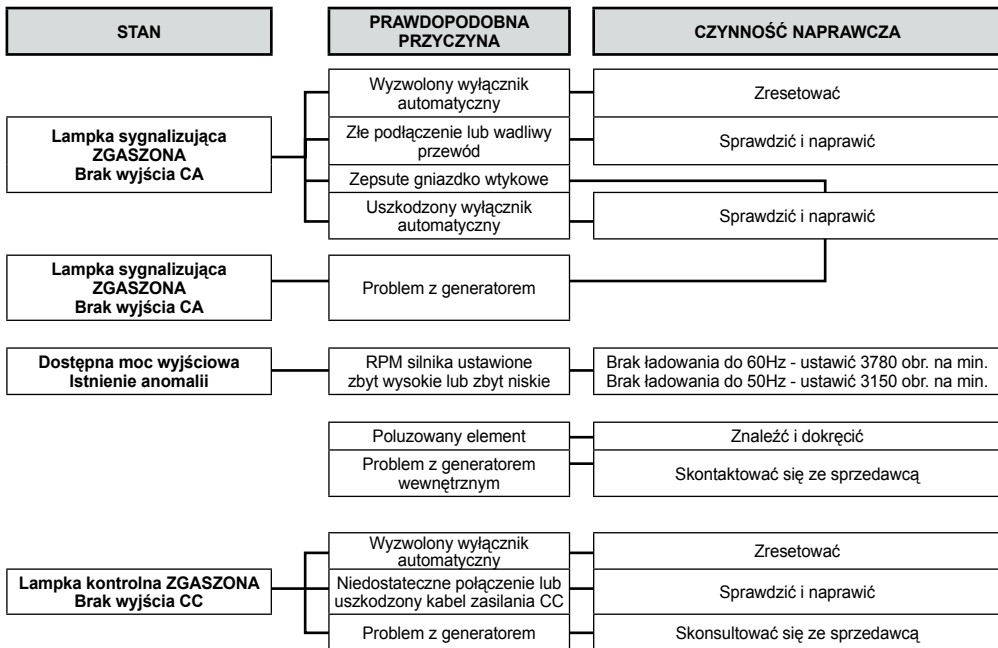 STAN
PRAWDOPODOBNA
PRZYCZYNA
CZYNNOŚĆ NAPRAWCZA
Lampka sygnalizująca
ZGASZONA
Brak wyjścia CA
Wyzwolony wyłącznik
automatyczny
Zresetować
Złe podłączenie lub wadliwy
przewód
Sprawdzić i naprawić
Zepsute gniazdko wtykowe
Uszkodzony wyłącznik
automatyczny
Sprawdzić i naprawić
Lampka sygnalizująca
ZGASZONA
Brak wyjścia CA
Problem z generatorem
Dostępna moc wyjściowa
Istnienie anomalii
RPM silnika ustawione
zbyt wysokie lub zbyt niskie
Brak ładowania do 60Hz - ustawić 3780 obr. na min.
Brak ładowania do 50Hz - ustawić 3150 obr. na min.
Poluzowany element
Znaleźć i dokręcić
Problem z generatorem
wewnętrznym
Skontaktować się ze sprzedawcą
Lampka kontrolna ZGASZONA
Brak wyjścia CC
Wyzwolony wyłącznik
automatyczny
Zresetować
Niedostateczne połączenie lub
uszkodzony kabel zasilania CC
Sprawdzić i naprawić
Problem z generatorem
Skonsultować się ze sprzedawcą